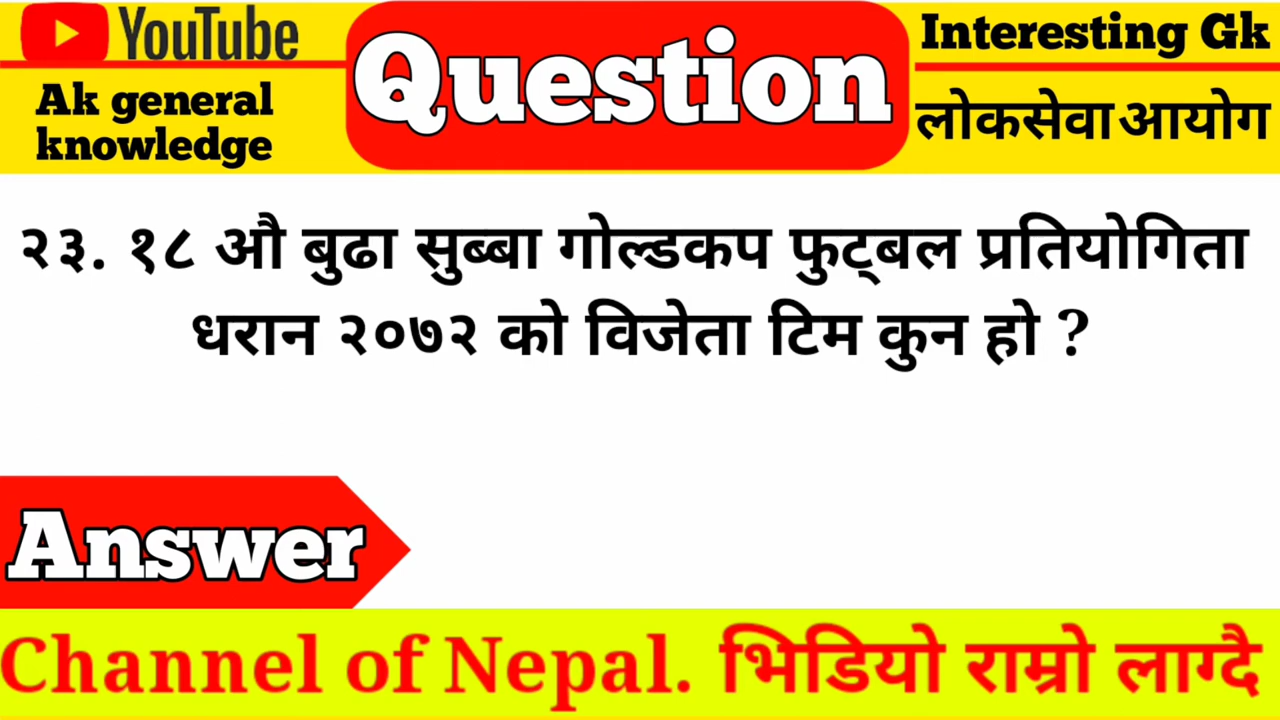 YouTube
Ak general
knowledge
Question
Interesting Gk
लोकसेवा आयोग
२३. १८ औ बुढा सुब्बा गोल्डकप फुट्बल प्रतियोगिता
धरान २०७२ को विजेता टिम कुन हो ?
Answer
Channel of Nepal. भिडियो राम्रो लाग्दै